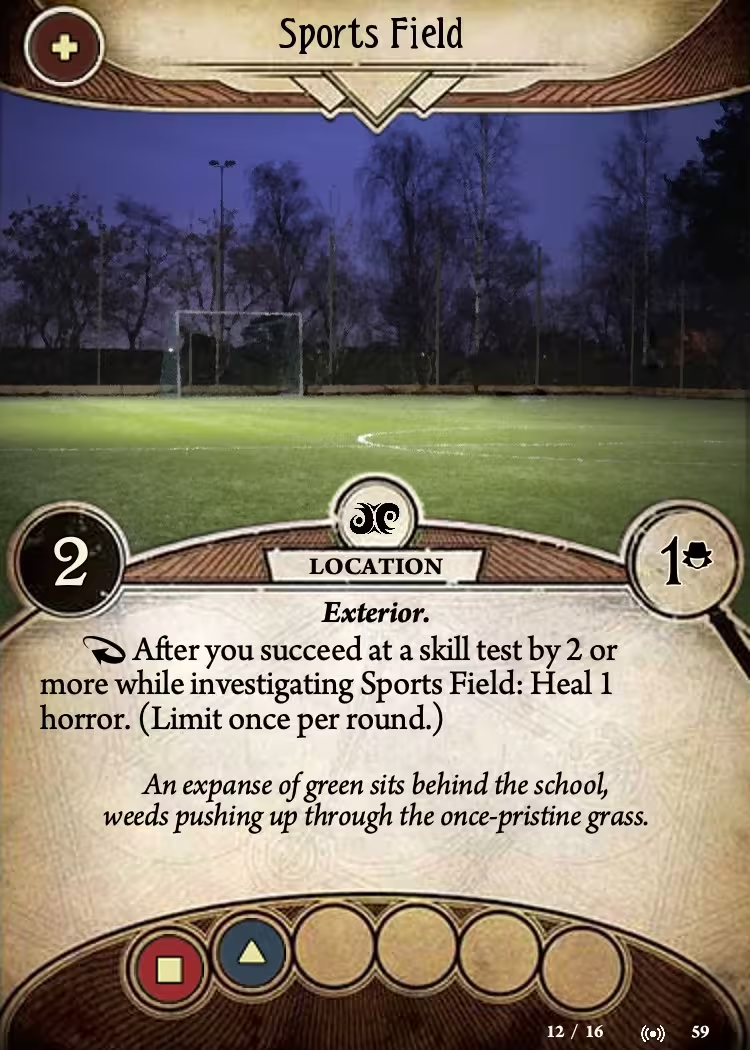 Sports Field
2
1
LOCATION
Exterior.
After you succeed at a skill test by 2 or
more while investigating Sports Field: Heal 1
horror. (Limit once per round.)
An expanse of green sits behind the school,
weeds pushing up through the once-pristine grass.
12 / 16 59